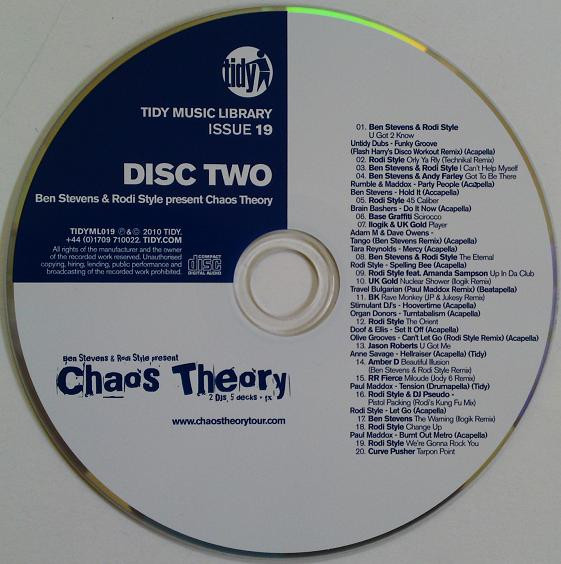 tidy
TIDY MUSIC LIBRARY
ISSUE 19
DISC TWO
Ben Stevens & Rodi Style present Chaos Theory
TIDYML019 ℗ & © 2010 TIDY.
+44 (0)1709 710022. TIDY.COM
All rights of the manufacturer and the owner
of the recorded work reserved. Unauthorised
copying, hiring, lending, public performance and
broadcasting of the recorded work prohibited.
COMPACT
disc
DIGITAL AUDIO
Ben Stevens & Rodi Style present
Chaos Theory
2 DJs, 5 decks + fx
www.chaostheorytour.com
01. Ben Stevens & Rodi Style
U Got 2 Know
Untidy Dubs - Funky Groove
(Flash Harry's Disco Workout Remix) (Acapella)
02. Rodi Style Orly Ya Rly (Technikal Remix)
03. Ben Stevens & Rodi Style I Can't Help Myself
04. Ben Stevens & Andy Farley Got To Be There
Rumble & Maddox - Party People (Acapella)
Ben Stevens - Hold It (Accapella)
05. Rodi Style 45 Caliber
Brain Bashers - Do It Now (Acapella)
06. Base Graffiti Scirocco
07. Ilogik & UK Gold Player
Adam M & Dave Owens -
Tango (Ben Stevens Remix) (Acapella)
Tara Reynolds - Mercy (Acapella)
08. Ben Stevens & Rodi Style The Eternal
Rodi Style - Spelling Bee (Acapella)
09. Rodi Style feat. Amanda Sampson Up In Da Club
10. UK Gold Nuclear Shower (Ilogik Remix)
Travel Bulgarian (Paul Maddox Remix) (Beatapella)
11. BK Rave Monkey (JP & Jukesy Remix)
Stimulant DJ's - Hoovertime (Acapella)
Organ Donors - Turntabalism (Acapella)
12. Rodi Style The Orient
Doof & Ellis - Set It Off (Acapella)
Olive Grooves - Can't Let Go (Rodi Style Remix) (Acapella)
13. Jason Roberts U Got Me
Anne Savage - Hellraiser (Acapella) (Tidy)
14. Amber D Beautiful Illusion
(Ben Stevens & Rodi Style Remix)
15. RR Fierce Miloude (Jody 6 Remix)
Paul Maddox - Tension (Drumapella) (Tidy)
16. Rodi Style & DJ Pseudo -
Pistol Packing (Rodi's Kung Fu Mix)
Rodi Style - Let Go (Acapella)
17. Ben Stevens The Warning (Ilogik Remix)
18. Rodi Style Change Up
Paul Maddox - Burnt Out Metro (Acapella)
19. Rodi Style We're Gonna Rock You
20. Curve Pusher Tarpon Point